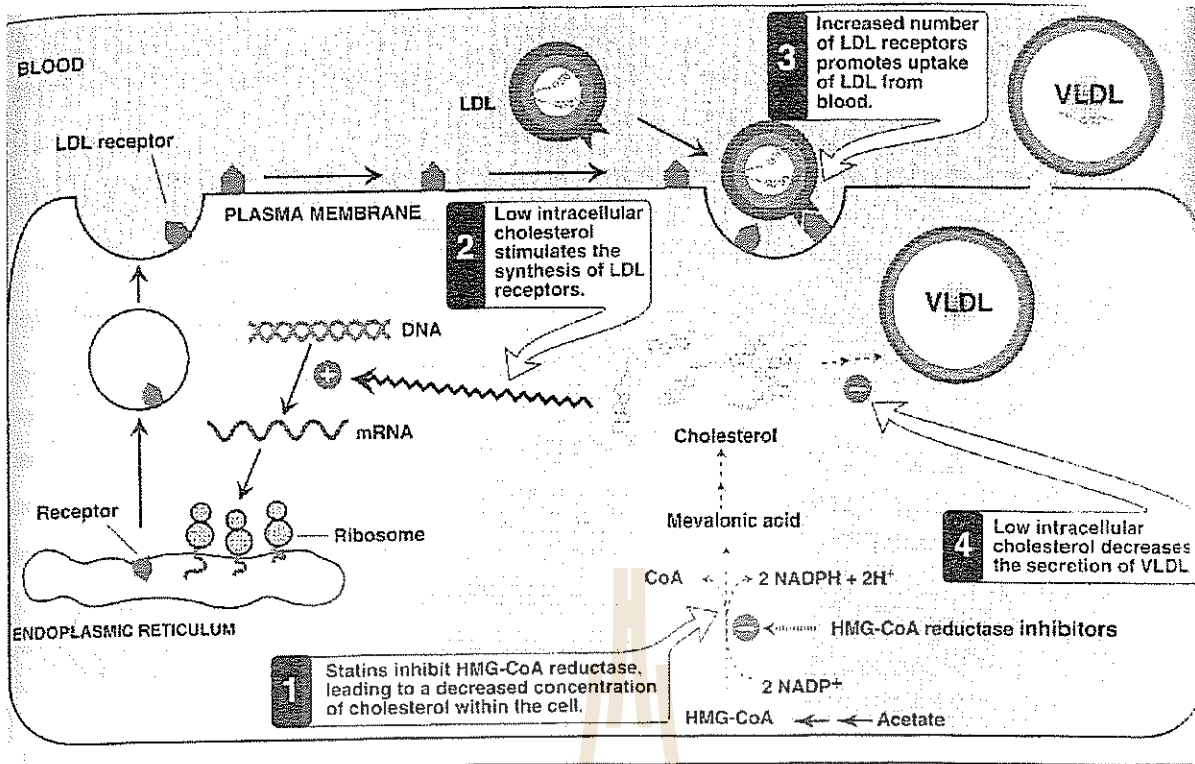 BLOOD
LDL receptor
LDL
3
Increased number
of LDL receptors
promotes uptake
of LDL from
blood.
VLDL
PLASMA MEMBRANE
2
Low intracellular
cholesterol
stimulates the
synthesis of LDL
receptors.
VLDL
DNA
+
−
mRNA
Cholesterol
Receptor
Ribosome
Mevalonic acid
4
Low intracellular
cholesterol decreases
the secretion of VLDL
CoA
2 NADPH + 2H+
ENDOPLASMIC RETICULUM
−
HMG-CoA reductase inhibitors
1
Statins inhibit HMG-CoA reductase,
leading to a decreased concentration
of cholesterol within the cell.
2 NADP+
HMG-CoA
Acetate